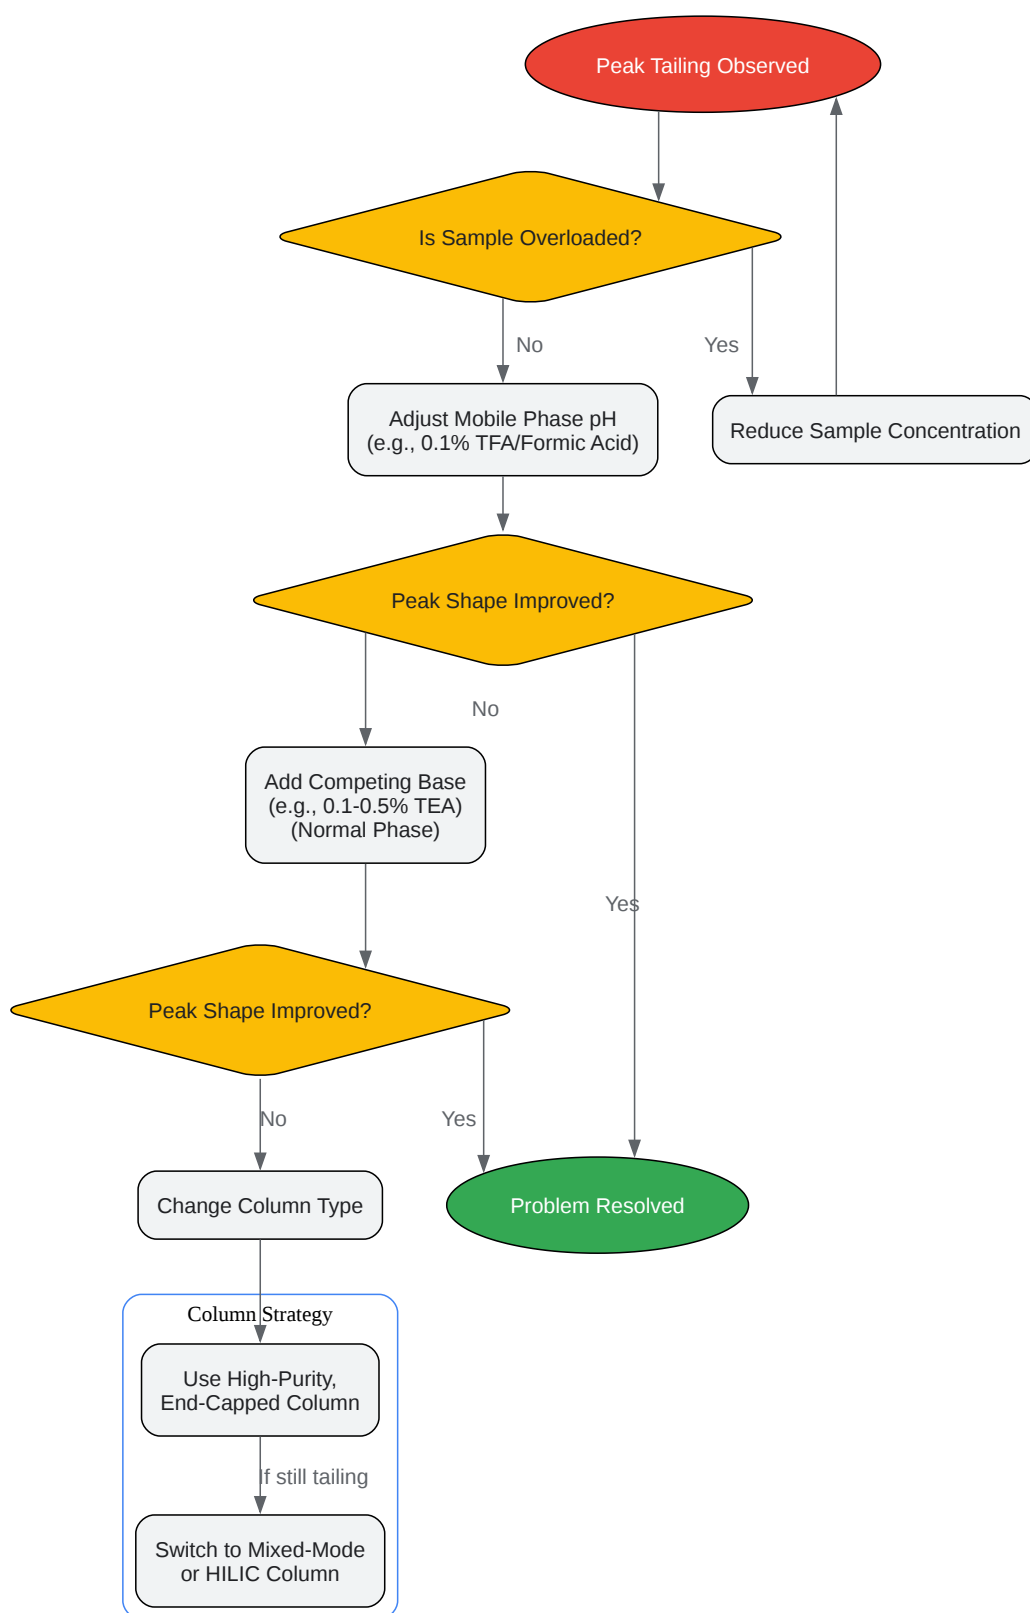 Peak Tailing Observed
Is Sample Overloaded?
No
Yes
Adjust Mobile Phase pH
(e.g., 0.1% TFA/Formic Acid)
Reduce Sample Concentration
Peak Shape Improved?
No
Add Competing Base
(e.g., 0.1-0.5% TEA)
(Normal Phase)
Yes
Peak Shape Improved?
No
Yes
Change Column Type
Problem Resolved
Column Strategy
Use High-Purity,
End-Capped Column
If still tailing
Switch to Mixed-Mode
or HILIC Column